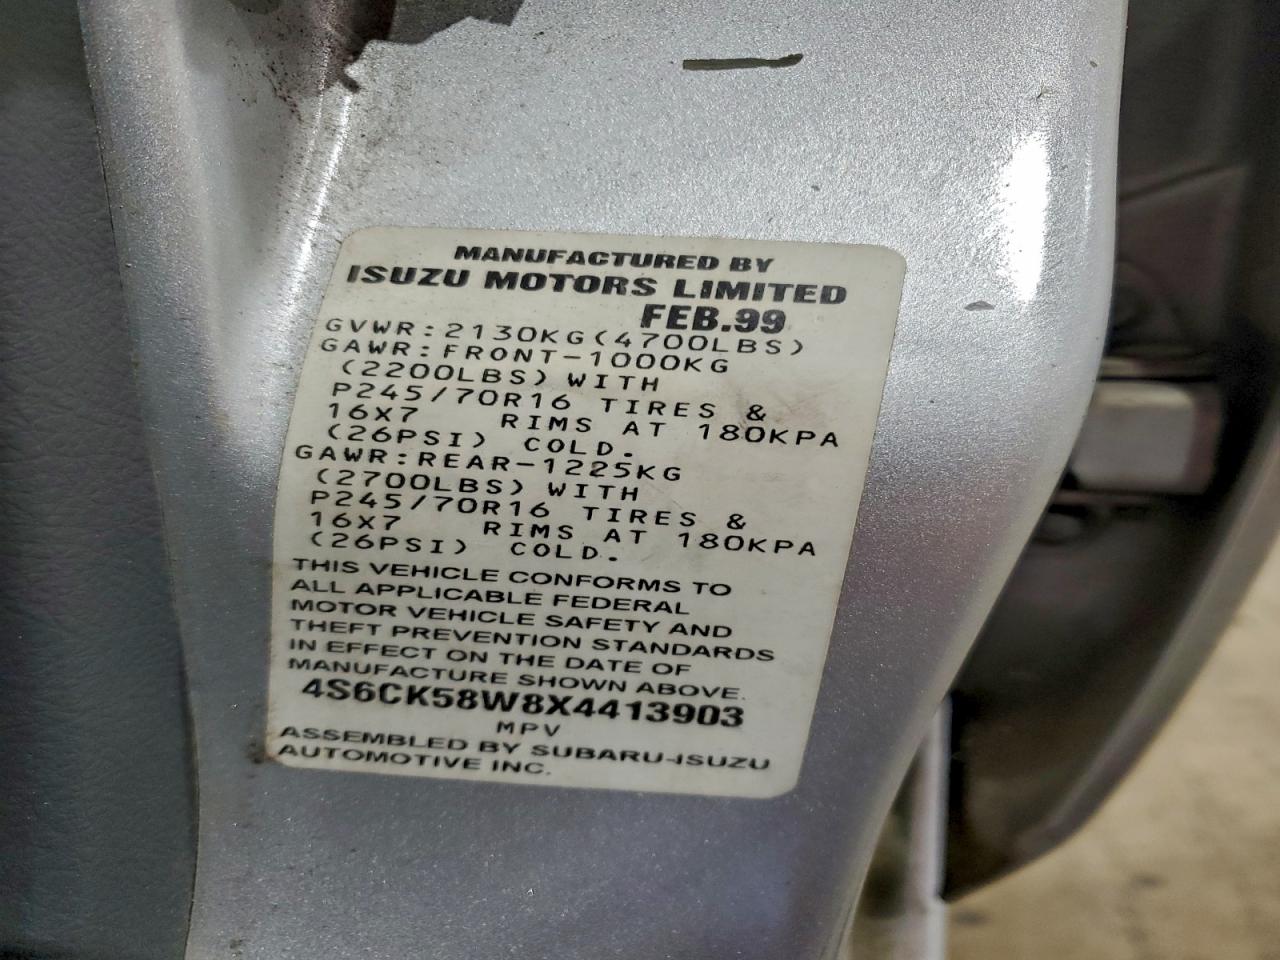 MANUFACTURED BY
ISUZU MOTORS LIMITED
FEB.99
GVWR:2130KG(4700LBS)
GAWR:FRONT-1000KG
(2200LBS) WITH
P245/70R16 TIRES &
16X7 RIMS AT 180KPA
(26PSI) COLD.
GAWR:REAR-1225KG
(2700LBS) WITH
P245/70R16 TIRES &
16X7 RIMS AT 180KPA
(26PSI) COLD.
THIS VEHICLE CONFORMS TO
ALL APPLICABLE FEDERAL
MOTOR VEHICLE SAFETY AND
THEFT PREVENTION STANDARDS
IN EFFECT ON THE DATE OF
MANUFACTURE SHOWN ABOVE.
4S6CK58W8X4413903
MPV
ASSEMBLED BY SUBARU-ISUZU
AUTOMOTIVE INC.